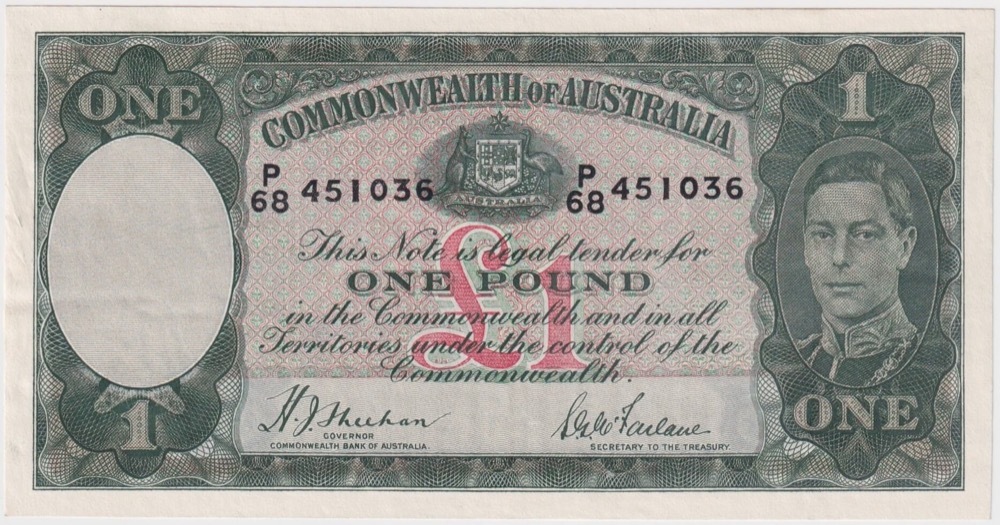 ONE
1
COMMONWEALTH OF AUSTRALIA
AUSTRALIA
P/68 451036
P/68 451036
£1
This Note is legal tender for
ONE POUND
in the Commonwealth and in all
Territories under the control of the
Commonwealth.
H. J. Sheehan
GOVERNOR
COMMONWEALTH BANK OF AUSTRALIA.
S. G. McFarlane
SECRETARY TO THE TREASURY.
1
ONE